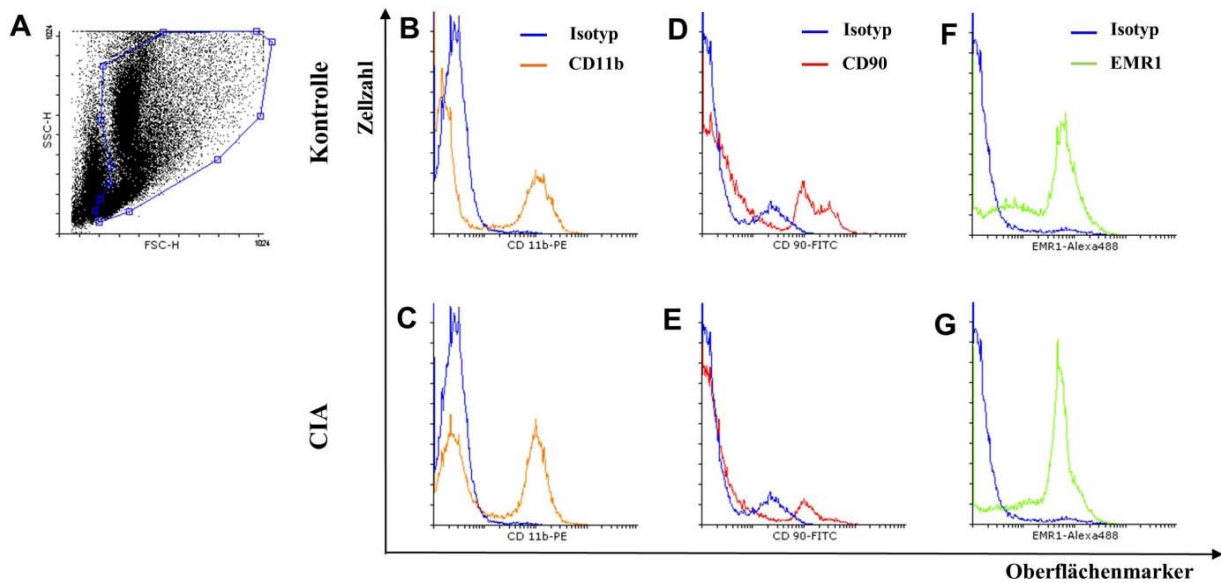 A
1024
SSC-H
FSC-H
1024
Kontrolle
CIA
Zellzahl
B
Isotyp
CD11b
CD 11b-PE
D
Isotyp
CD90
CD 90-FITC
F
Isotyp
EMR1
EMR1-Alexa488
C
CD 11b-PE
E
CD 90-FITC
G
EMR1-Alexa488
Oberflächenmarker